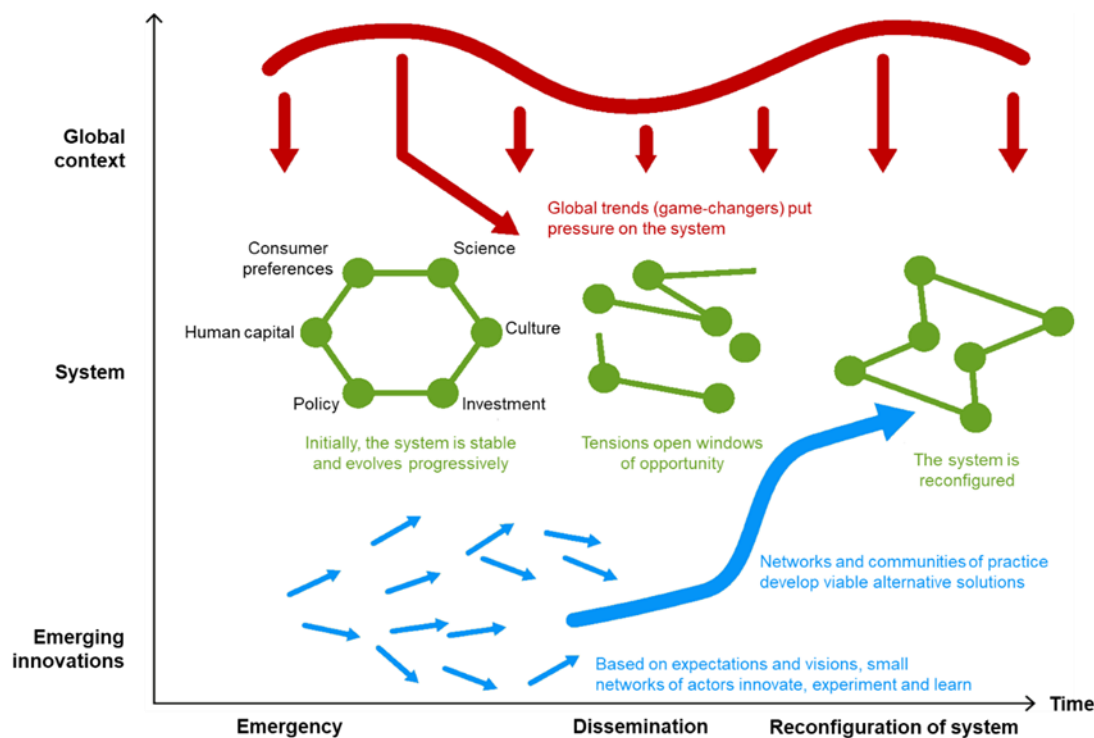 Global
context
Global trends (game-changers) put
pressure on the system
Consumer
preferences
Science
Human capital
Culture
System
Policy
Investment
Initially, the system is stable
and evolves progressively
Tensions open windows
of opportunity
The system is
reconfigured
Networks and communities of practice
develop viable alternative solutions
Emerging
innovations
Based on expectations and visions, small
networks of actors innovate, experiment and learn
Time
Emergency
Dissemination
Reconfiguration of system